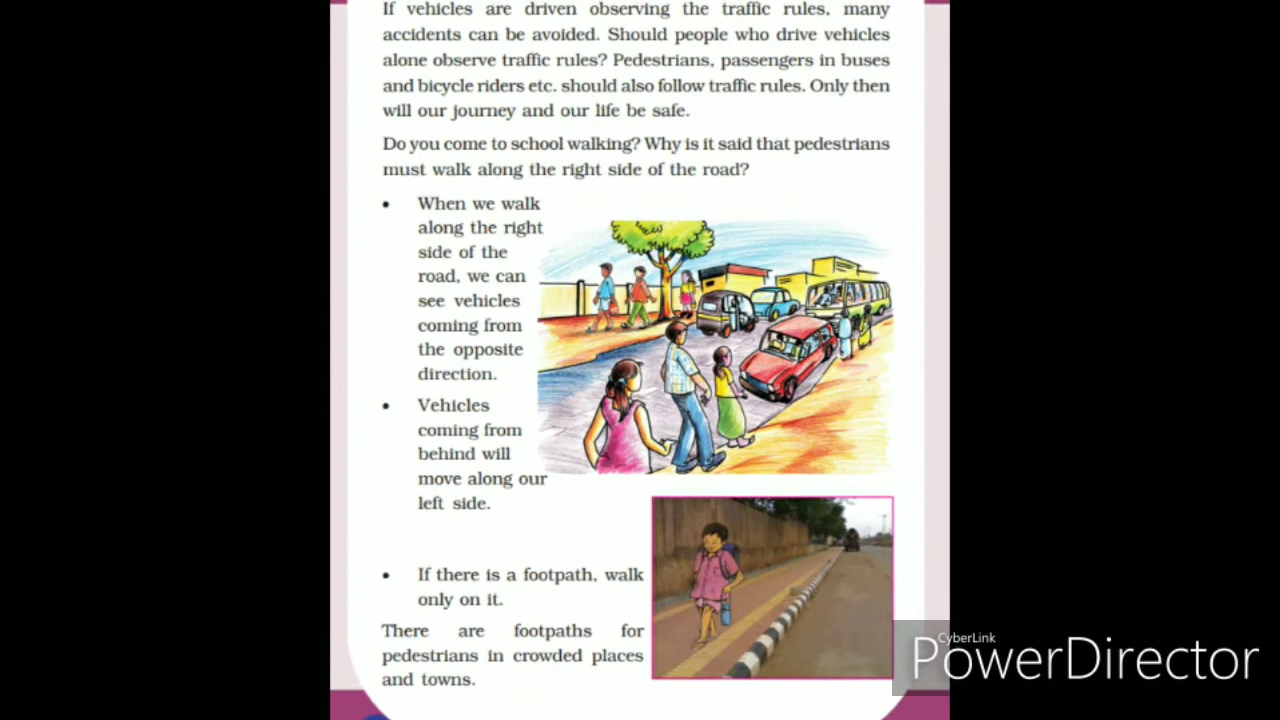 If vehicles are driven observing the traffic rules, many
accidents can be avoided. Should people who drive vehicles
alone observe traffic rules? Pedestrians, passengers in buses
and bicycle riders etc. should also follow traffic rules. Only then
will our journey and our life be safe.
Do you come to school walking? Why is it said that pedestrians
must walk along the right side of the road?
• When we walk
along the right
side of the
road, we can
see vehicles
coming from
the opposite
direction.
• Vehicles
coming from
behind will
move along our
left side.
• If there is a footpath, walk
only on it.
There are footpaths for
pedestrians in crowded places
and towns.
CyberLink
PowerDirector